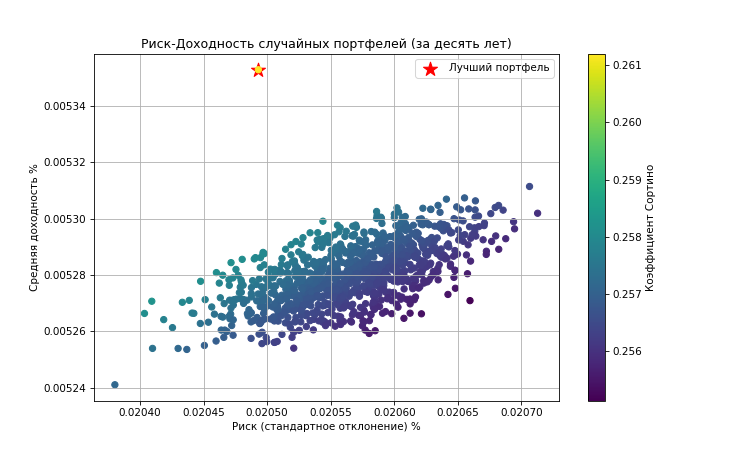 Риск-Доходность случайных портфелей (за десять лет)
Лучший портфель
Средняя доходность %
0.00534
0.00532
0.00530
0.00528
0.00526
0.00524
0.02040 0.02045 0.02050 0.02055 0.02060 0.02065 0.02070
Риск (стандартное отклонение) %
0.261
0.260
0.259
0.258
0.257
0.256
Коэффициент Сортино